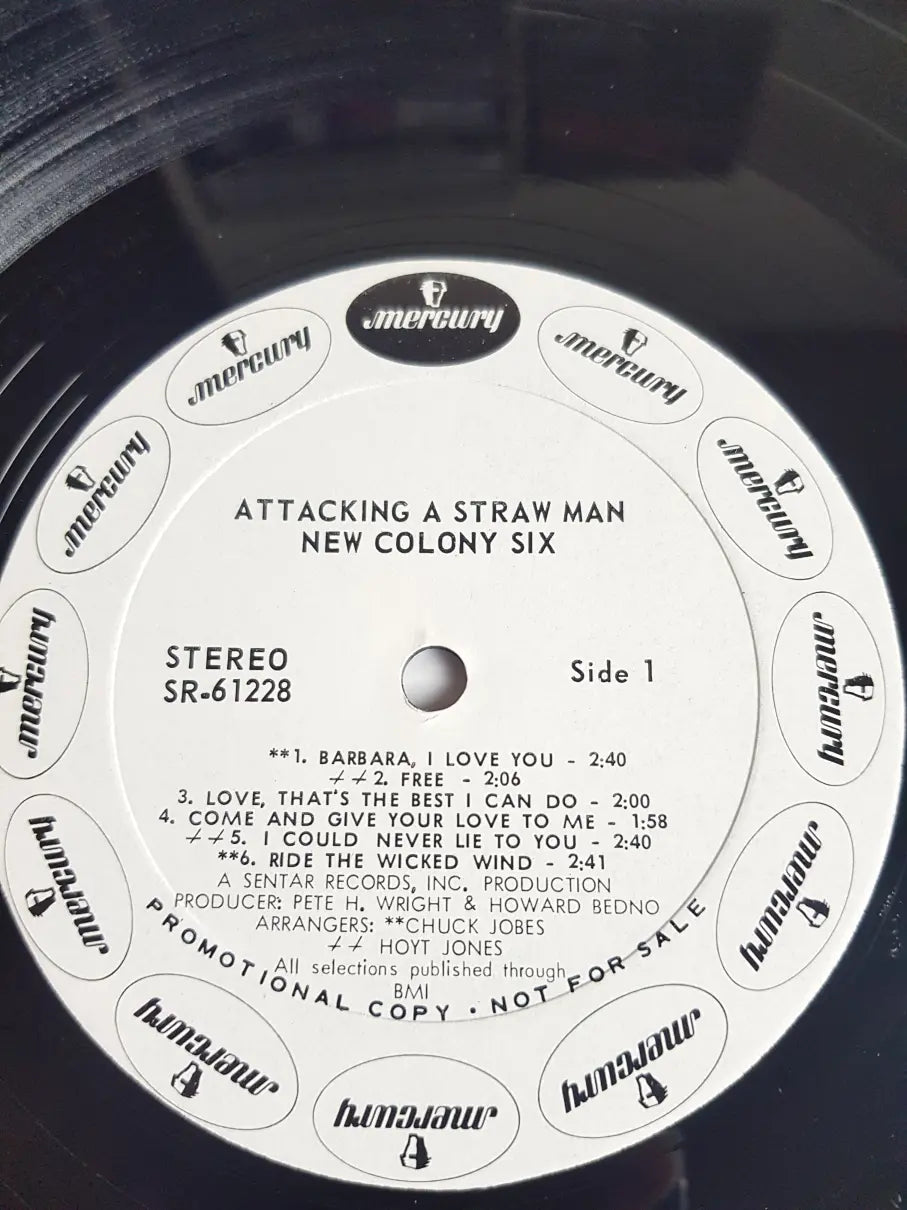 mercury
mercury
mercury
mercury
mercury
mercury
mercury
mercury
mercury
mercury
mercury
mercury
ATTACKING A STRAW MAN
NEW COLONY SIX
STEREO
SR-61228
Side 1
**1. BARBARA, I LOVE YOU - 2:40
++2. FREE - 2:06
3. LOVE, THAT'S THE BEST I CAN DO - 2:00
4. COME AND GIVE YOUR LOVE TO ME - 1:58
++5. I COULD NEVER LIE TO YOU - 2:40
**6. RIDE THE WICKED WIND - 2:41
A SENTAR RECORDS, INC. PRODUCTION
PRODUCER: PETE H. WRIGHT & HOWARD BEDNO
ARRANGERS: **CHUCK JOBES
++ HOYT JONES
All selections published through
BMI
PROMOTIONAL COPY · NOT FOR SALE